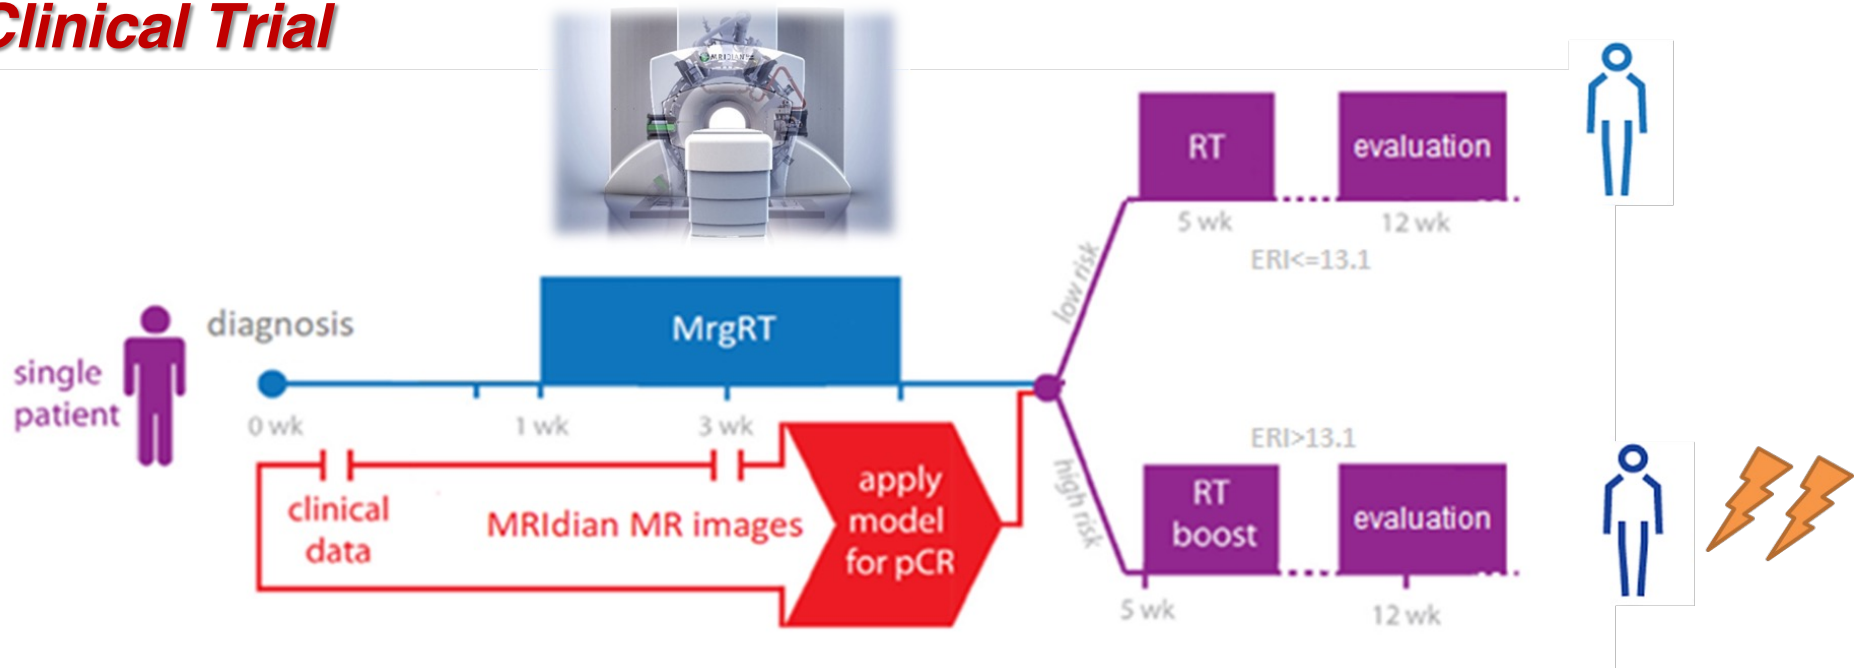 Clinical Trial
RT
evaluation
5 wk
12 wk
ERI<=13.1
low risk
MrgRT
diagnosis
single
patient
0 wk
1 wk
3 wk
clinical
data
MRIdian MR images
apply
model
for pCR
high risk
ERI>13.1
RT
boost
evaluation
5 wk
12 wk